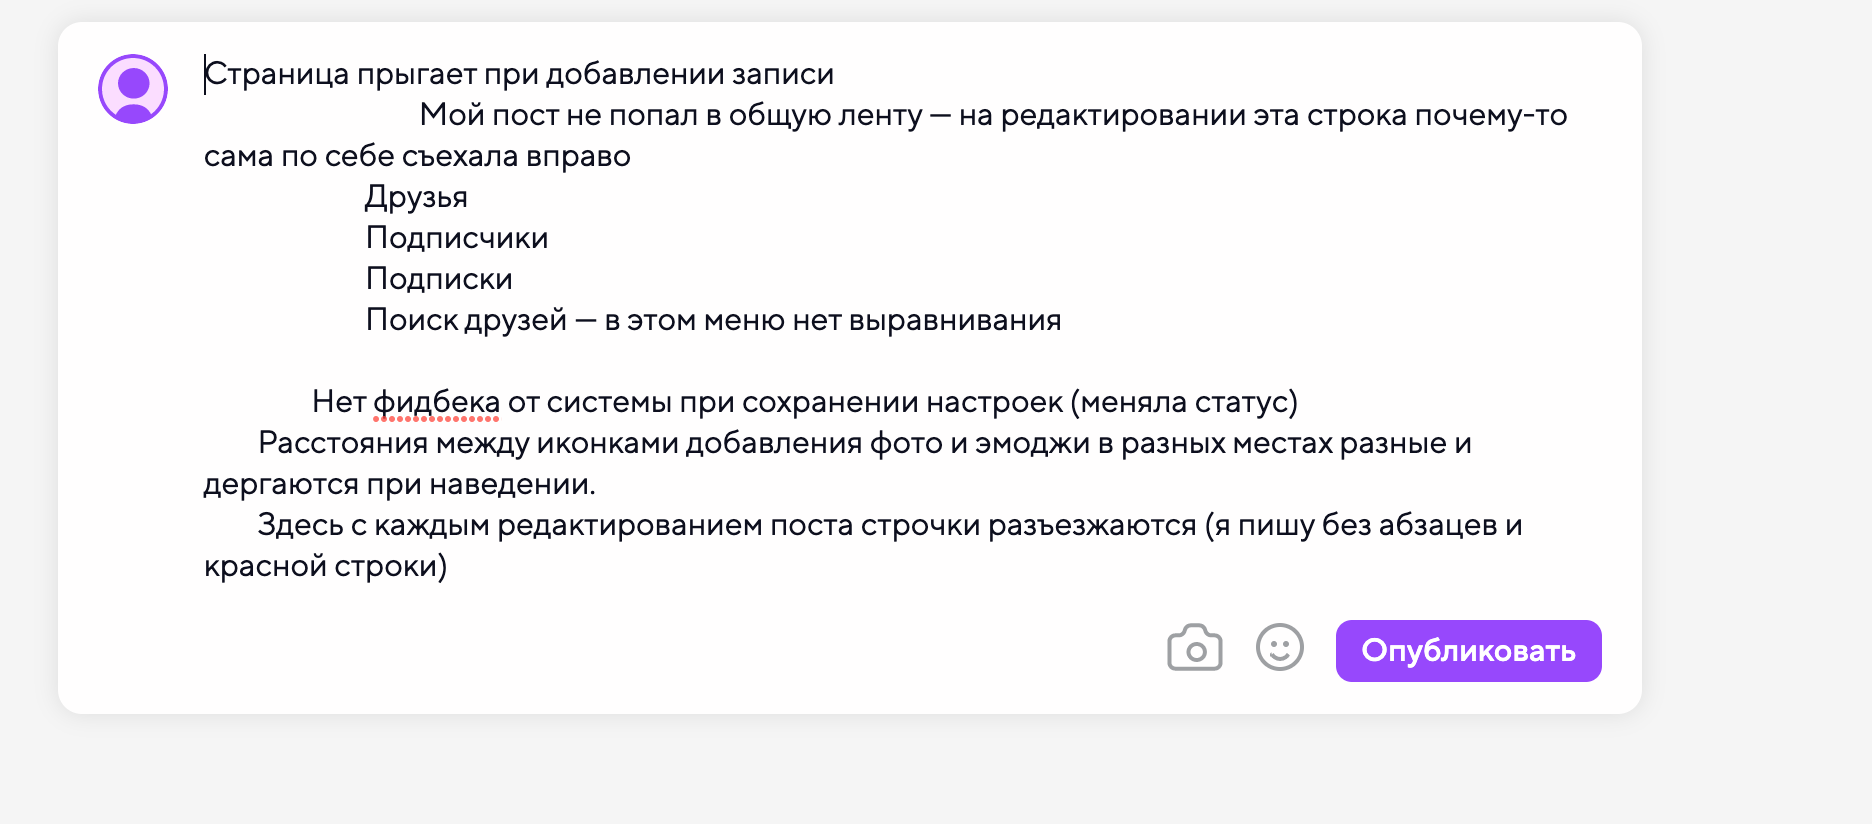 Страница прыгает при добавлении записи
Мой пост не попал в общую ленту — на редактировании эта строка почему-то
сама по себе съехала вправо
Друзья
Подписчики
Подписки
Поиск друзей — в этом меню нет выравнивания
Нет фидбека от системы при сохранении настроек (меняла статус)
Расстояния между иконками добавления фото и эмоджи в разных местах разные и
дергаются при наведении.
Здесь с каждым редактированием поста строчки разъезжаются (я пишу без абзацев и
красной строки)
Опубликовать